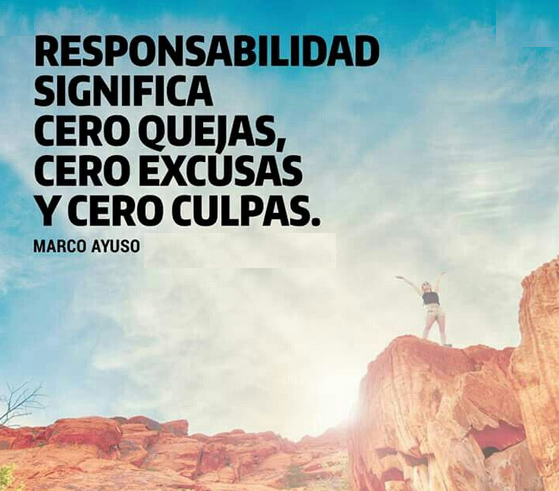 RESPONSABILIDAD
SIGNIFICA
CERO QUEJAS,
CERO EXCUSAS
Y CERO CULPAS.
MARCO AYUSO